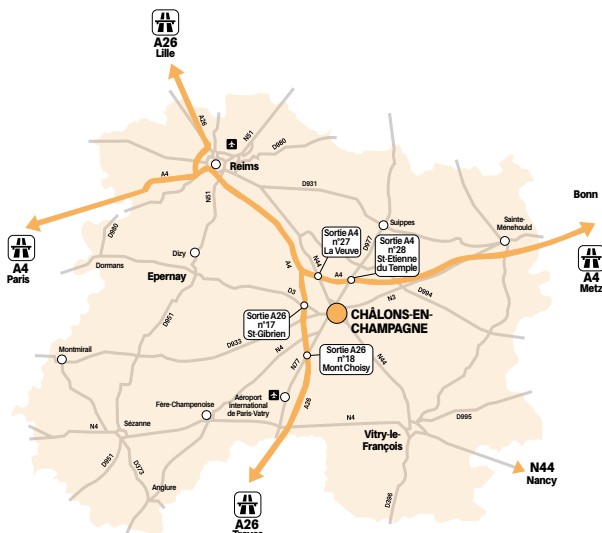 A26
Lille
A26
N51
D980
Reims
A4
D931
N51
D980
A4
Paris
Bonn
A4
Metz
Suippes
Sainte-
Ménehould
D977
Sortie A4
n°27
La Veuve
Sortie A4
n°28
St-Etienne
du Temple
N44
A4
A4
Dizy
Dormans
Epernay
D3
N3
D994
D951
Sortie A26
n°17
St-Gibrien
CHÂLONS-EN-
CHAMPAGNE
D933
N4
N44
Montmirail
N77
Sortie A26
n°18
Mont Choisy
Fère-Champenoise
Aéroport
international
de Paris-Vatry
A26
N4
D995
N4
Sézanne
Vitry-le-
François
D951
D373
Anglure
D396
N44
Nancy
A26